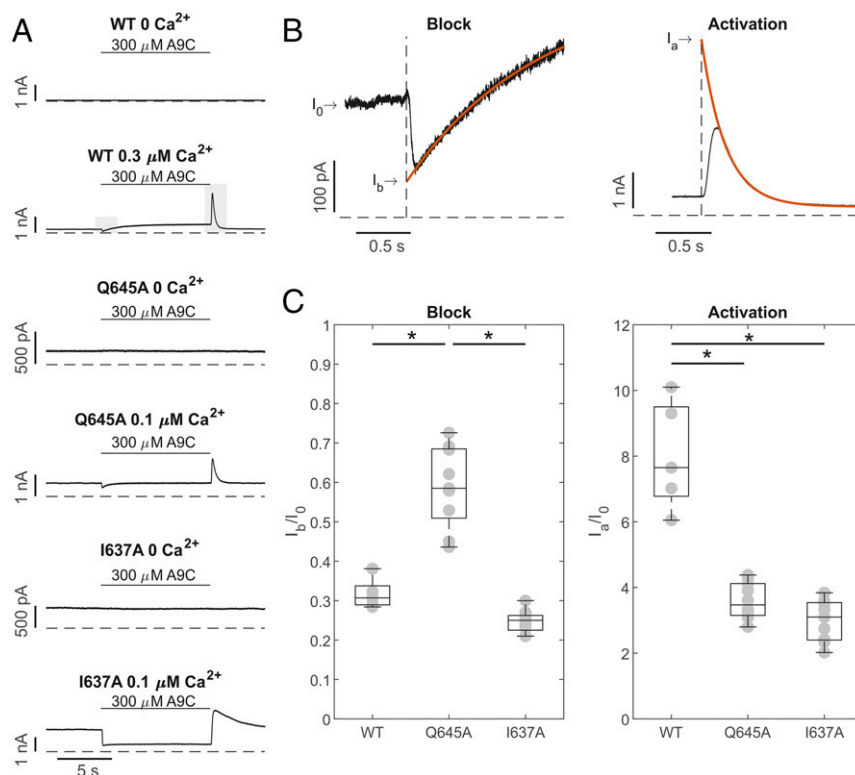 A
WT 0 Ca2+
300 µM A9C
1 nA
WT 0.3 µM Ca2+
300 µM A9C
1 nA
Q645A 0 Ca2+
300 µM A9C
500 pA
Q645A 0.1 µM Ca2+
300 µM A9C
1 nA
I637A 0 Ca2+
300 µM A9C
500 pA
I637A 0.1 µM Ca2+
300 µM A9C
1 nA
5 s
B
Block
I0→
Ib→
100 pA
0.5 s
Activation
Ia→
1 nA
0.5 s
C
Block
1
0.9
0.8
0.7
0.6
0.5
0.4
0.3
0.2
0.1
0
Ib/I0
* *
WT Q645A I637A
Activation
12
10
8
6
4
2
0
Ia/I0
*
*
WT Q645A I637A